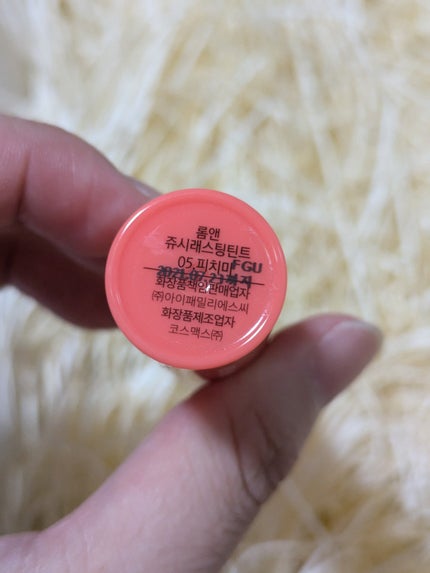 롬앤
쥬시래스팅틴트
05.피치미
FGU
화장품책임판매업자
㈜아이패밀리에스씨
화장품제조업자
코스맥스㈜